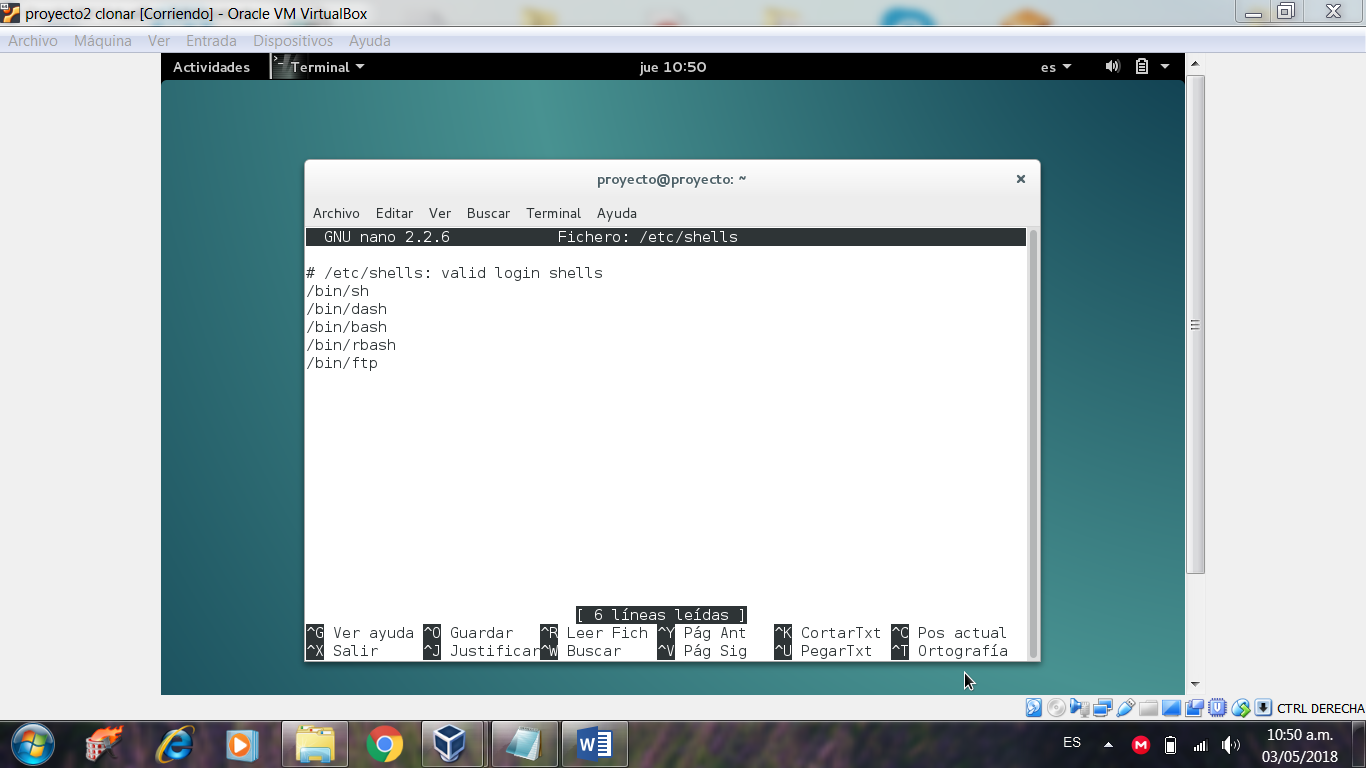 proyecto2 clonar [Corriendo] - Oracle VM VirtualBox
Archivo Máquina Ver Entrada Dispositivos Ayuda
Actividades Terminal jue 10:50 es
proyecto@proyecto: ~
Archivo Editar Ver Buscar Terminal Ayuda
GNU nano 2.2.6 Fichero: /etc/shells
# /etc/shells: valid login shells
/bin/sh
/bin/dash
/bin/bash
/bin/rbash
/bin/ftp
[ 6 líneas leídas ]
^G Ver ayuda ^O Guardar ^R Leer Fich ^Y Pág Ant ^K CortarTxt ^C Pos actual
^X Salir ^J Justificar ^W Buscar ^V Pág Sig ^U PegarTxt ^T Ortografía
CTRL DERECHA
ES 10:50 a.m.
03/05/2018